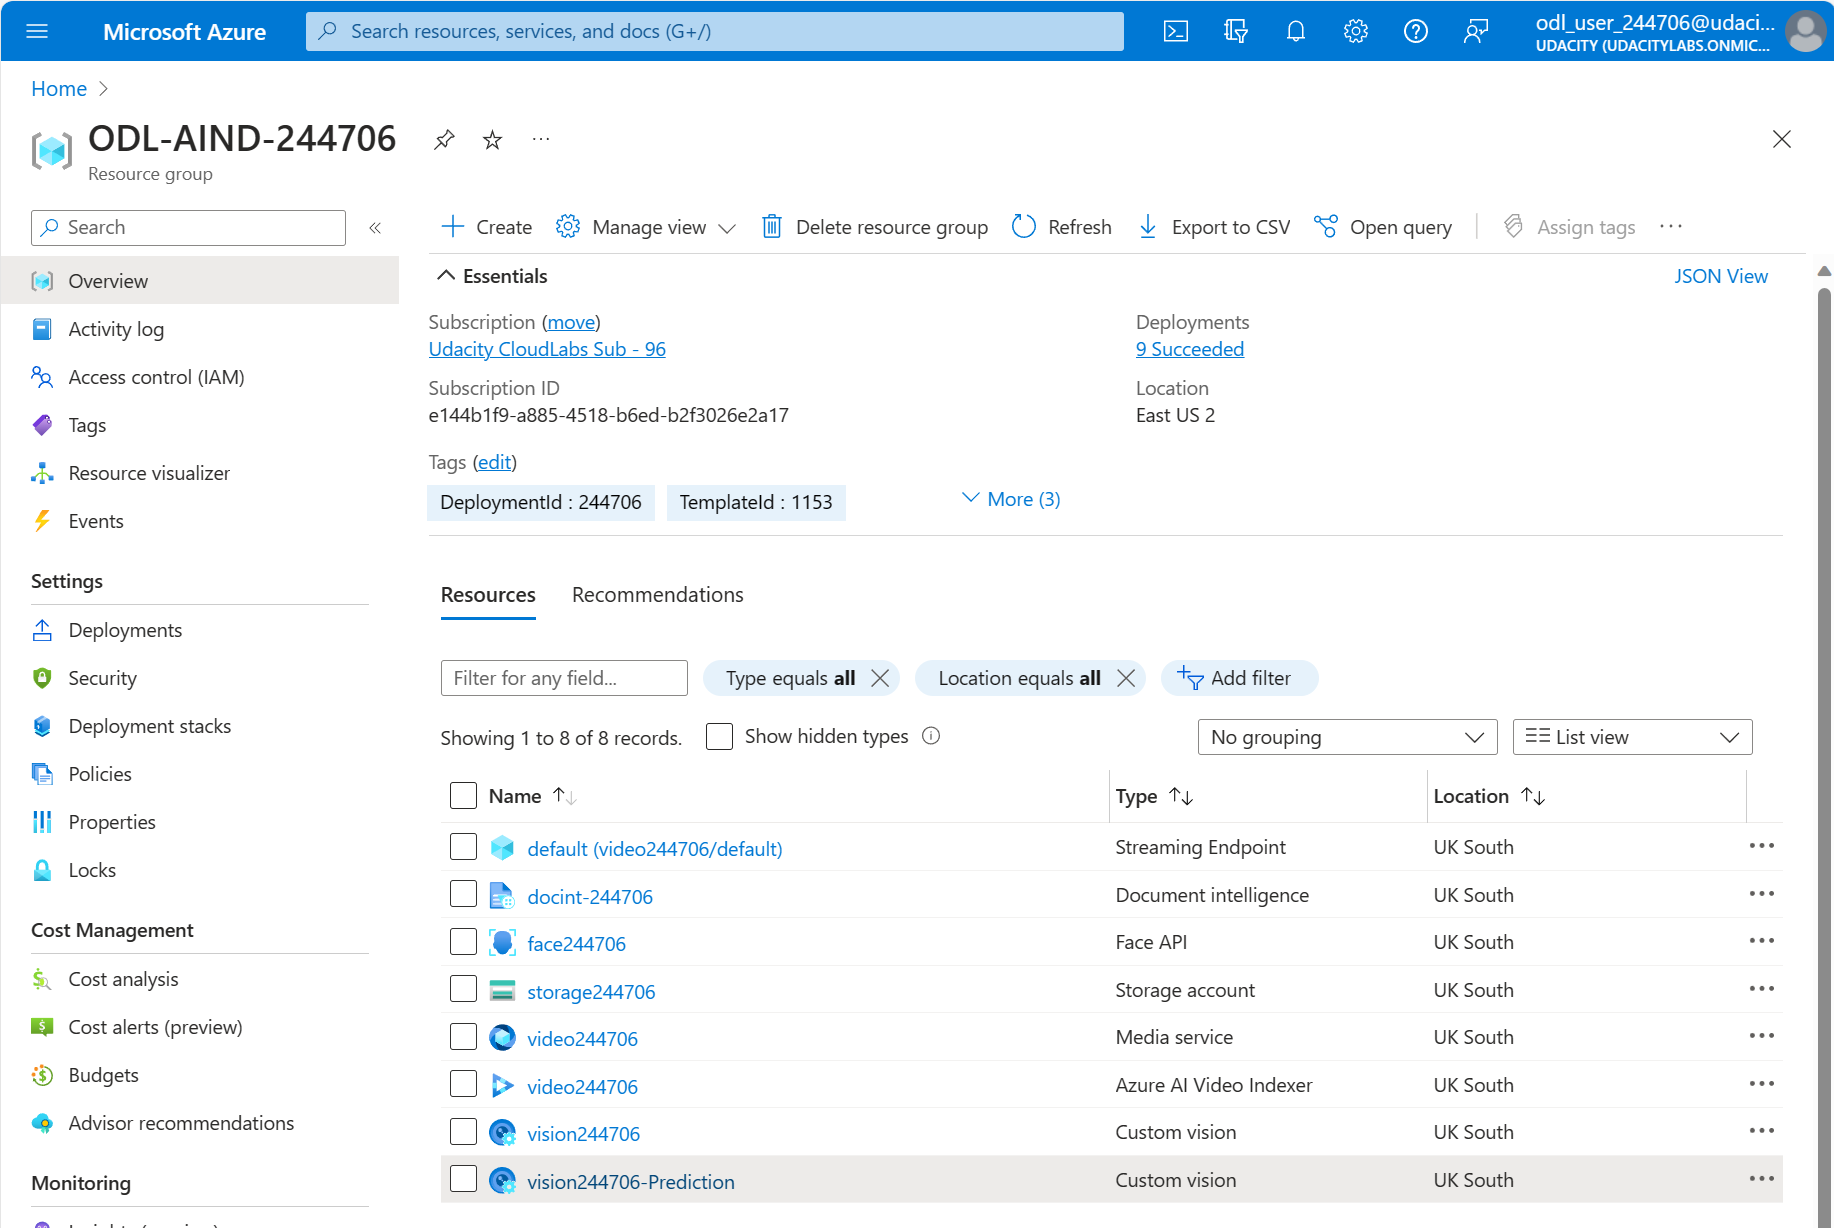 Microsoft Azure
Search resources, services, and docs (G+/)
odl_user_244706@udaci...
UDACITY (UDACITYLABS.ONMIC...
Home
ODL-AIND-244706
Resource group
Search
Create
Manage view
Delete resource group
Refresh
Export to CSV
Open query
Assign tags
Overview
Activity log
Access control (IAM)
Tags
Resource visualizer
Events
Settings
Deployments
Security
Deployment stacks
Policies
Properties
Locks
Cost Management
Cost analysis
Cost alerts (preview)
Budgets
Advisor recommendations
Monitoring
Essentials
JSON View
Subscription (move)
Udacity CloudLabs Sub - 96
Subscription ID
e144b1f9-a885-4518-b6ed-b2f3026e2a17
Deployments
9 Succeeded
Location
East US 2
Tags (edit)
DeploymentId : 244706
TemplateId : 1153
More (3)
Resources
Recommendations
Filter for any field...
Type equals all
Location equals all
Add filter
Showing 1 to 8 of 8 records.
Show hidden types
No grouping
List view
Name Type Location
default (video244706/default) Streaming Endpoint UK South
docint-244706 Document intelligence UK South
face244706 Face API UK South
storage244706 Storage account UK South
video244706 Media service UK South
video244706 Azure AI Video Indexer UK South
vision244706 Custom vision UK South
vision244706-Prediction Custom vision UK South